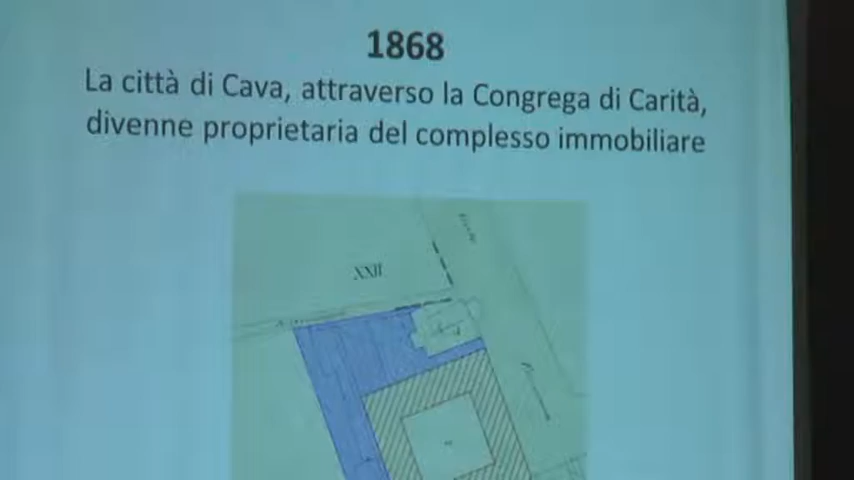 1868
La città di Cava, attraverso la Congrega di Carità,
divenne proprietaria del complesso immobiliare
XXII